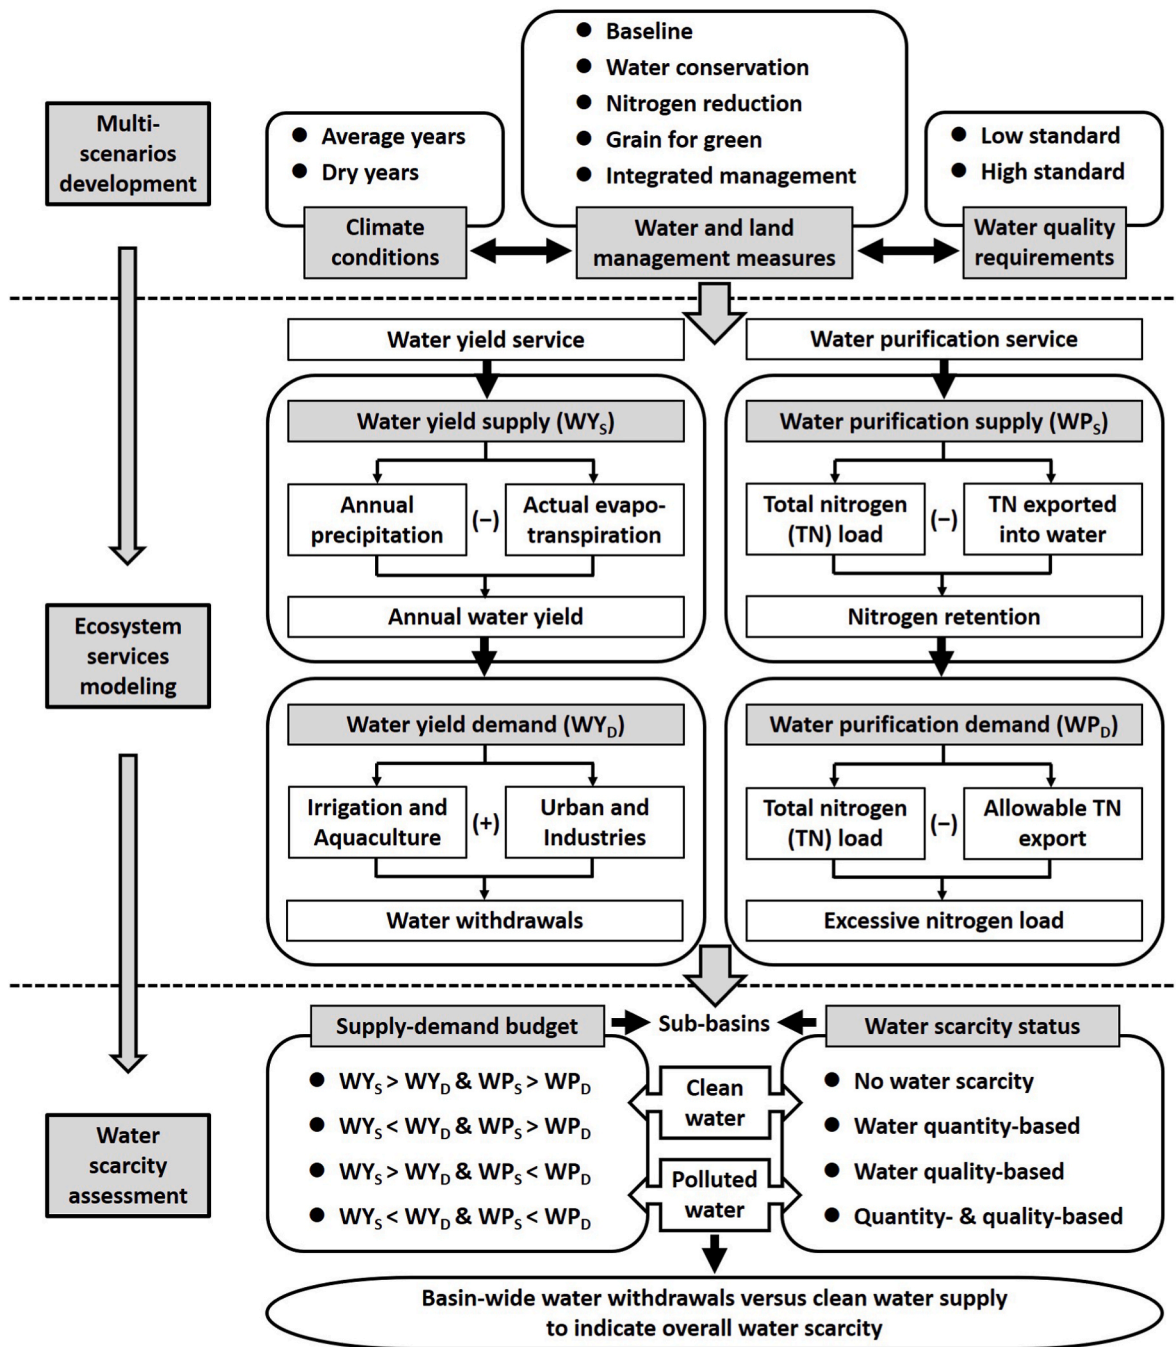 Multi-
scenarios
development
● Average years
● Dry years
Climate
conditions
● Baseline
● Water conservation
● Nitrogen reduction
● Grain for green
● Integrated management
Water and land
management measures
● Low standard
● High standard
Water quality
requirements
Ecosystem
services
modeling
Water yield service
Water yield supply (WYS)
Annual
precipitation
(–)
Actual evapo-
transpiration
Annual water yield
Water yield demand (WYD)
Irrigation and
Aquaculture
(+)
Urban and
Industries
Water withdrawals
Water purification service
Water purification supply (WPS)
Total nitrogen
(TN) load
(–)
TN exported
into water
Nitrogen retention
Water purification demand (WPD)
Total nitrogen
(TN) load
(–)
Allowable TN
export
Excessive nitrogen load
Water
scarcity
assessment
Supply-demand budget
● WYS > WYD & WPS > WPD
● WYS < WYD & WPS > WPD
● WYS > WYD & WPS < WPD
● WYS < WYD & WPS < WPD
Sub-basins
Clean
water
Polluted
water
Water scarcity status
● No water scarcity
● Water quantity-based
● Water quality-based
● Quantity- & quality-based
Basin-wide water withdrawals versus clean water supply
to indicate overall water scarcity